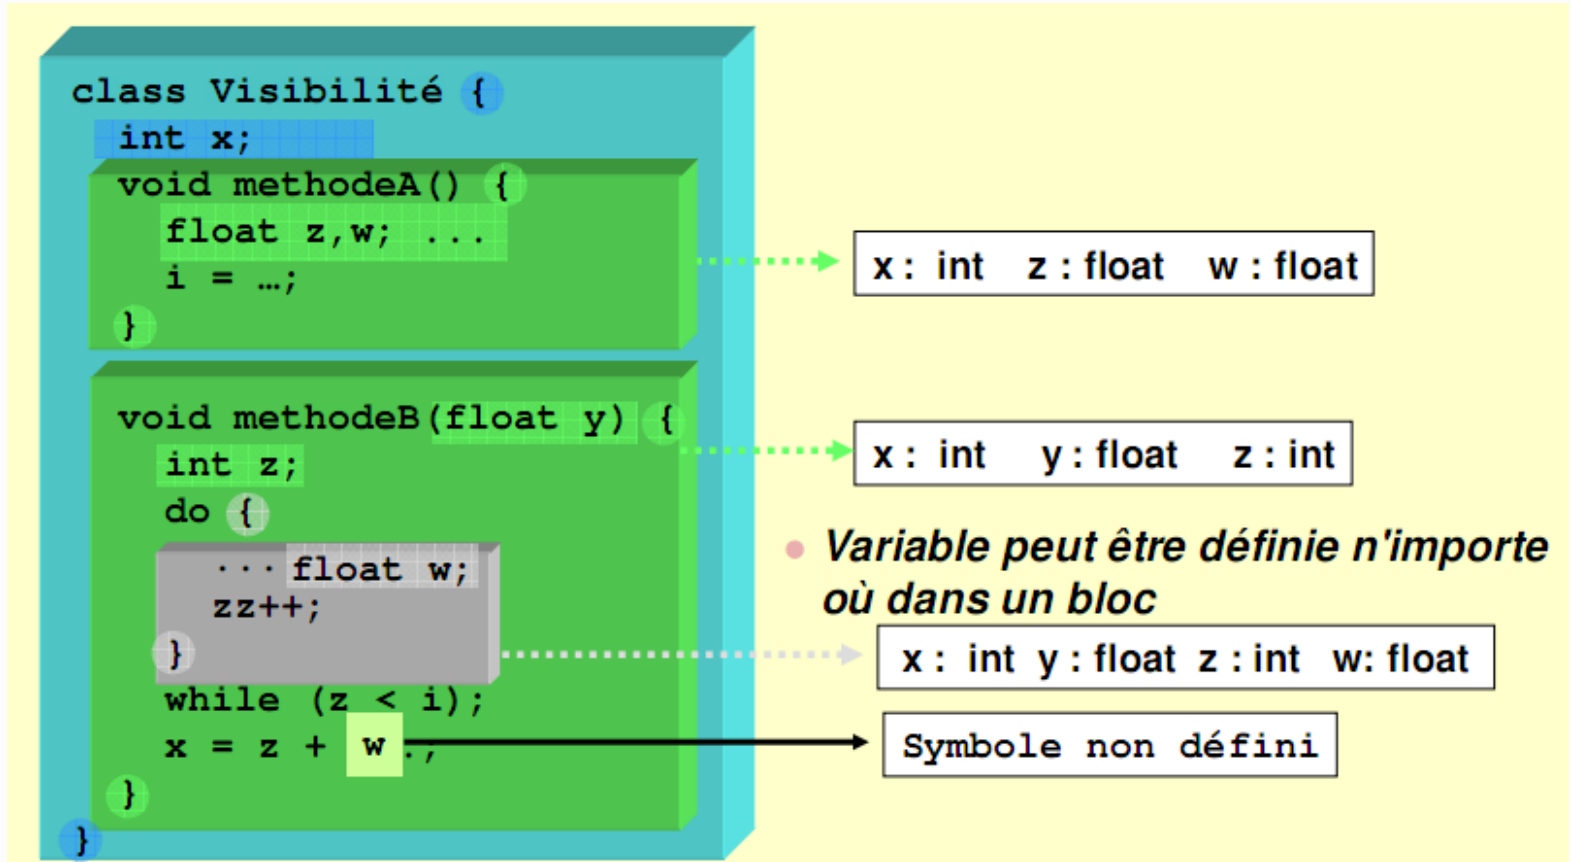 class Visibilité {
int x;
void methodeA() {
float z,w; ...
i = …;
}
x : int z : float w : float
void methodeB(float y) {
int z;
x : int y : float z : int
do {
... float w;
zz++;
}
while (z < i);
x = z + w.;
}
}
• Variable peut être définie n'importe
où dans un bloc
x : int y : float z : int w: float
Symbole non défini